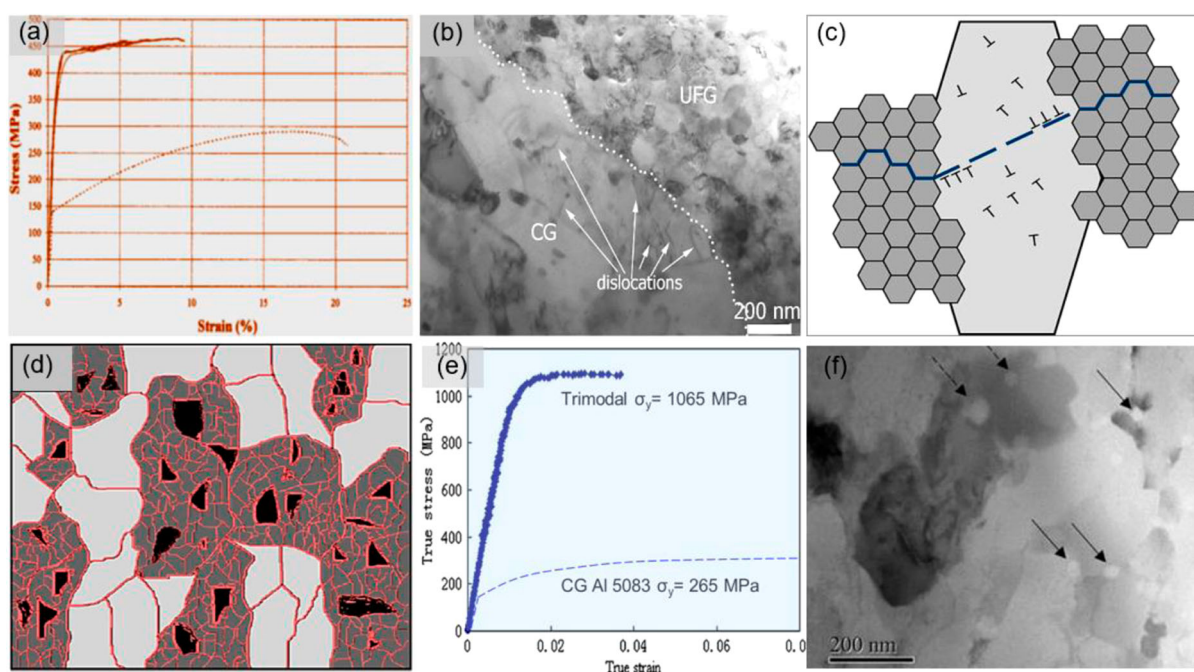 (a)
500
450
400
350
300
250
200
150
100
50
0
Stress (MPa)
0 5 10 15 20 25
Strain (%)
(b)
UFG
CG
dislocations
200 nm
(c)
(d)
(e)
1200
1000
800
600
400
200
0
True stress (MPa)
Trimodal σy= 1065 MPa
CG Al 5083 σy= 265 MPa
0 0.02 0.04 0.06 0.08
True strain
(f)
200 nm